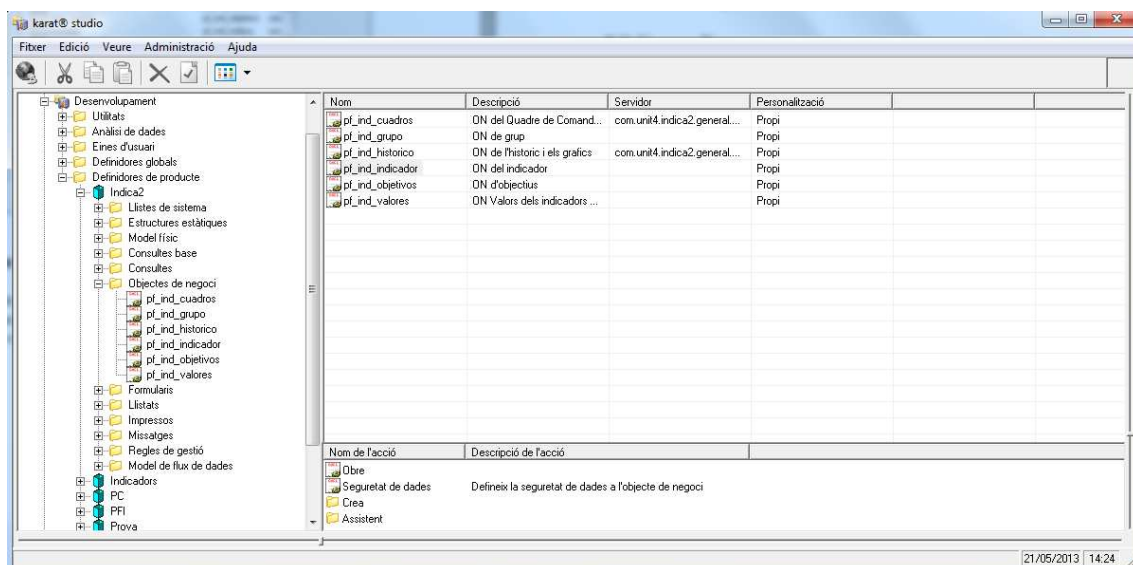 karat® studio
Fitxer Edició Veure Administració Ajuda
Desenvolupament
Utilitats
Anàlisi de dades
Eines d'usuari
Definidores globals
Definidores de producte
Indica2
Llistes de sistema
Estructures estàtiques
Model físic
Consultes base
Consultes
Objectes de negoci
pf_ind_cuadros
pf_ind_grupo
pf_ind_historico
pf_ind_indicador
pf_ind_objetivos
pf_ind_valores
Formularis
Llistats
Impressos
Missatges
Regles de gestió
Model de flux de dades
Indicadors
PC
PFI
Prova
Nom Descripció Servidor Personalització
pf_ind_cuadros ON del Quadre de Comand... com.unit4.indica2.general.... Propi
pf_ind_grupo ON de grup Propi
pf_ind_historico ON de l'historic i els grafics com.unit4.indica2.general.... Propi
pf_ind_indicador ON del indicador Propi
pf_ind_objetivos ON d'objectius Propi
pf_ind_valores ON Valors dels indicadors ... Propi
Nom de l'acció Descripció de l'acció
Obre
Seguretat de dades Defineix la seguretat de dades a l'objecte de negoci
Crea
Assistent
21/05/2013 14:24